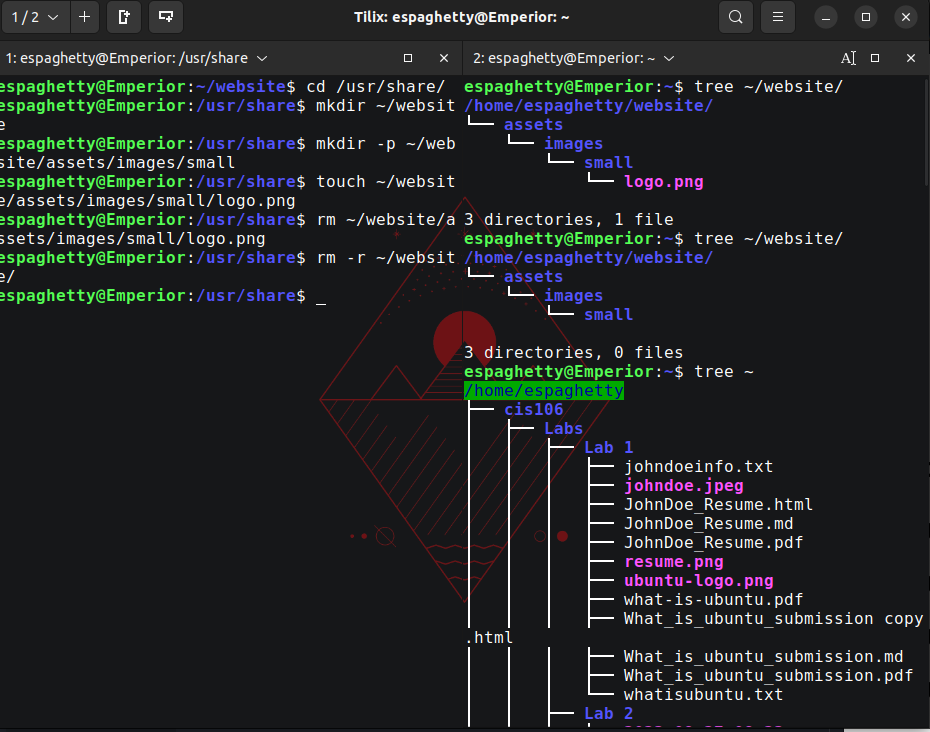 1 / 2
Tilix: espaghetty@Emperior: ~
1: espaghetty@Emperior: /usr/share
espaghetty@Emperior:~/website$ cd /usr/share/
espaghetty@Emperior:/usr/share$ mkdir ~/websit
e
espaghetty@Emperior:/usr/share$ mkdir -p ~/web
site/assets/images/small
espaghetty@Emperior:/usr/share$ touch ~/websit
e/assets/images/small/logo.png
espaghetty@Emperior:/usr/share$ rm ~/website/a
ssets/images/small/logo.png
espaghetty@Emperior:/usr/share$ rm -r ~/websit
e/
espaghetty@Emperior:/usr/share$ _
2: espaghetty@Emperior: ~
espaghetty@Emperior:~$ tree ~/website/
/home/espaghetty/website/
└── assets
└── images
└── small
└── logo.png
3 directories, 1 file
espaghetty@Emperior:~$ tree ~/website/
/home/espaghetty/website/
└── assets
└── images
└── small
3 directories, 0 files
espaghetty@Emperior:~$ tree ~
/home/espaghetty
├── cis106
│   ├── Labs
│   │   ├── Lab 1
│   │   │   ├── johndoeinfo.txt
│   │   │   ├── johndoe.jpeg
│   │   │   ├── JohnDoe_Resume.html
│   │   │   ├── JohnDoe_Resume.md
│   │   │   ├── JohnDoe_Resume.pdf
│   │   │   ├── resume.png
│   │   │   ├── ubuntu-logo.png
│   │   │   ├── what-is-ubuntu.pdf
│   │   │   ├── What_is_ubuntu_submission copy
.html
│   │   │   ├── What_is_ubuntu_submission.md
│   │   │   ├── What_is_ubuntu_submission.pdf
│   │   │   └── whatisubuntu.txt
│   │   ├── Lab 2